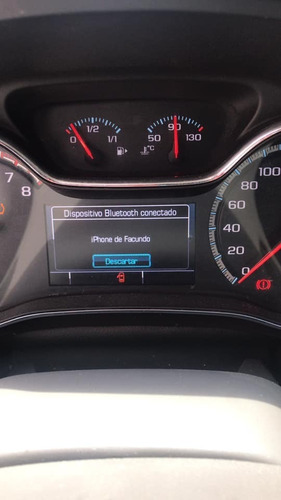 0 1/2 1/1
50 90 130
°C
7
8
Dispositivo Bluetooth conectado
iPhone de Facundo
Descartar
100
80
60
40
20
0